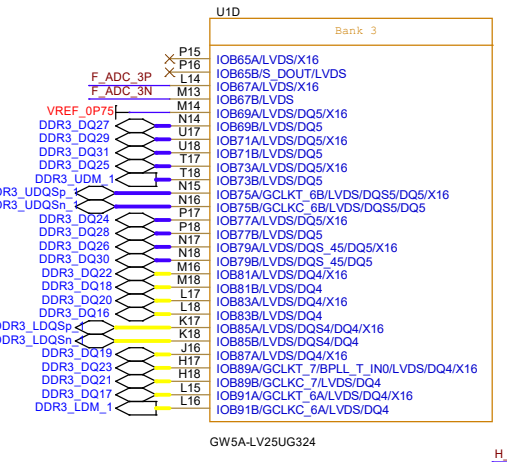 U1D
Bank 3
P15 IOB65A/LVDS/X16
P16 IOB65B/S_DOUT/LVDS
F_ADC_3P L14 IOB67A/LVDS/X16
F_ADC_3N M13 IOB67B/LVDS
VREF_0P75 M14 IOB69A/LVDS/DQ5/X16
DDR3_DQ27 N14 IOB69B/LVDS/DQ5
DDR3_DQ29 U17 IOB71A/LVDS/DQ5/X16
DDR3_DQ31 U18 IOB71B/LVDS/DQ5
DDR3_DQ25 T17 IOB73A/LVDS/DQ5/X16
DDR3_UDM_1 T18 IOB73B/LVDS/DQ5
DR3_UDQSp_1 N15 IOB75A/GCLKT_6B/LVDS/DQS5/DQ5/X16
DR3_UDQSn_1 N16 IOB75B/GCLKC_6B/LVDS/DQS5/DQ5
DDR3_DQ24 P17 IOB77A/LVDS/DQ5/X16
DDR3_DQ28 P18 IOB77B/LVDS/DQ5
DDR3_DQ26 N17 IOB79A/LVDS/DQS_45/DQ5/X16
DDR3_DQ30 N18 IOB79B/LVDS/DQS_45/DQ5
DDR3_DQ22 M16 IOB81A/LVDS/DQ4/X16
DDR3_DQ18 M18 IOB81B/LVDS/DQ4
DDR3_DQ20 L17 IOB83A/LVDS/DQ4/X16
DDR3_DQ16 L18 IOB83B/LVDS/DQ4
DDR3_LDQSp_ K17 IOB85A/LVDS/DQS4/DQ4/X16
DDR3_LDQSn_ K18 IOB85B/LVDS/DQS4/DQ4
DDR3_DQ19 J16 IOB87A/LVDS/DQ4/X16
DDR3_DQ23 H17 IOB89A/GCLKT_7/BPLL_T_IN0/LVDS/DQ4/X16
DDR3_DQ21 H18 IOB89B/GCLKC_7/LVDS/DQ4
DDR3_DQ17 L15 IOB91A/GCLKT_6A/LVDS/DQ4/X16
DDR3_LDM_1 L16 IOB91B/GCLKC_6A/LVDS/DQ4
GW5A-LV25UG324
H_